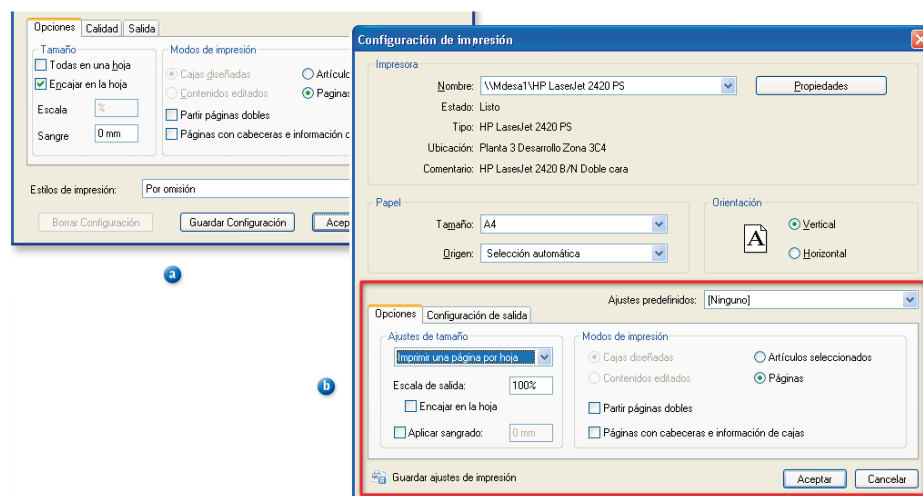 Opciones Calidad Salida
Tamaño
Todas en una hoja
Encajar en la hoja
Escala %
Sangre 0 mm
Modos de impresión
Cajas diseñadas Artículo
Contenidos editados Paginas
Partir páginas dobles
Páginas con cabeceras e información
Estilos de impresión: Por omisión
Borrar Configuración Guardar Configuración Acep
a
Configuración de impresión
Impresora
Nombre: \\Mdesa1\HP LaserJet 2420 PS Propiedades
Estado: Listo
Tipo: HP LaserJet 2420 PS
Ubicación: Planta 3 Desarrollo Zona 3C4
Comentario: HP LaserJet 2420 B/N Doble cara
Papel
Tamaño: A4
Origen: Selección automática
Orientación
A
Vertical
Horizontal
Ajustes predefinidos: [Ninguno]
Opciones Configuración de salida
Ajustes de tamaño
Imprimir una página por hoja
Escala de salida: 100%
Encajar en la hoja
Aplicar sangrado: 0 mm
Modos de impresión
Cajas diseñadas Artículos seleccionados
Contenidos editados Páginas
Partir páginas dobles
Páginas con cabeceras e información de cajas
Guardar ajustes de impresión
Aceptar Cancelar
b